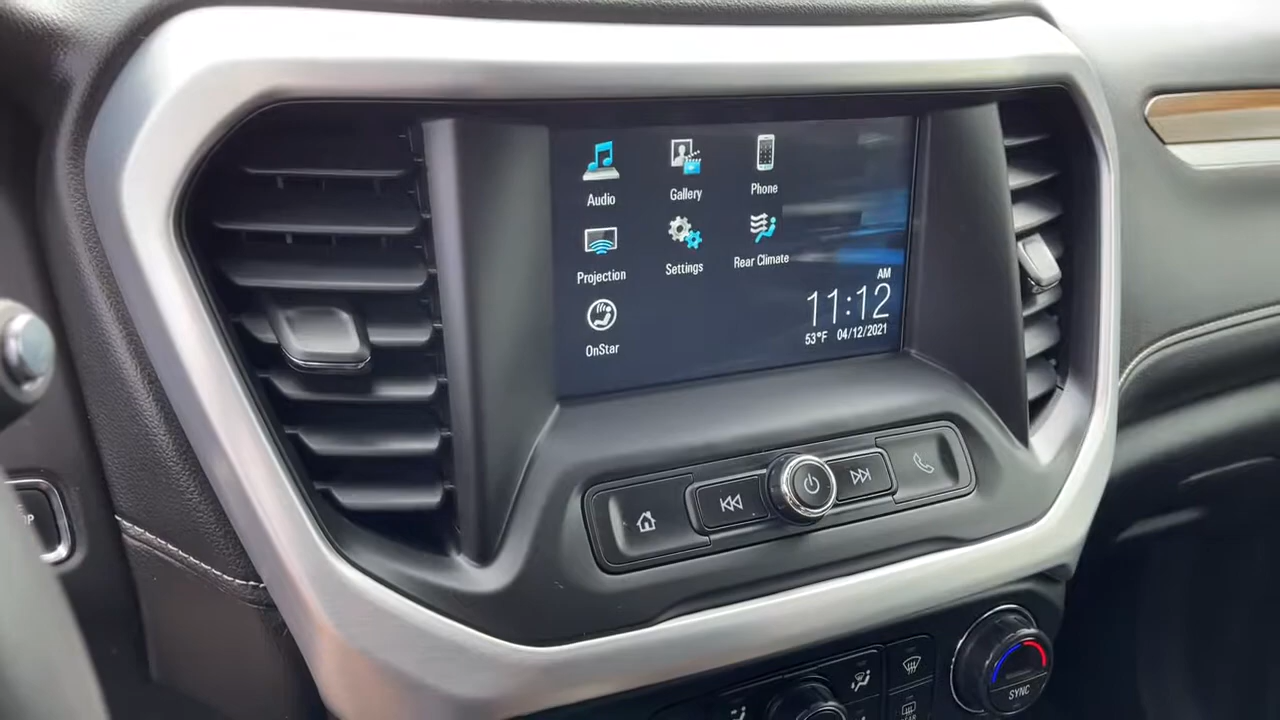 Audio
Gallery
Phone
Projection
Settings
Rear Climate
OnStar
AM
11:12
53°F 04/12/2021
SYNC